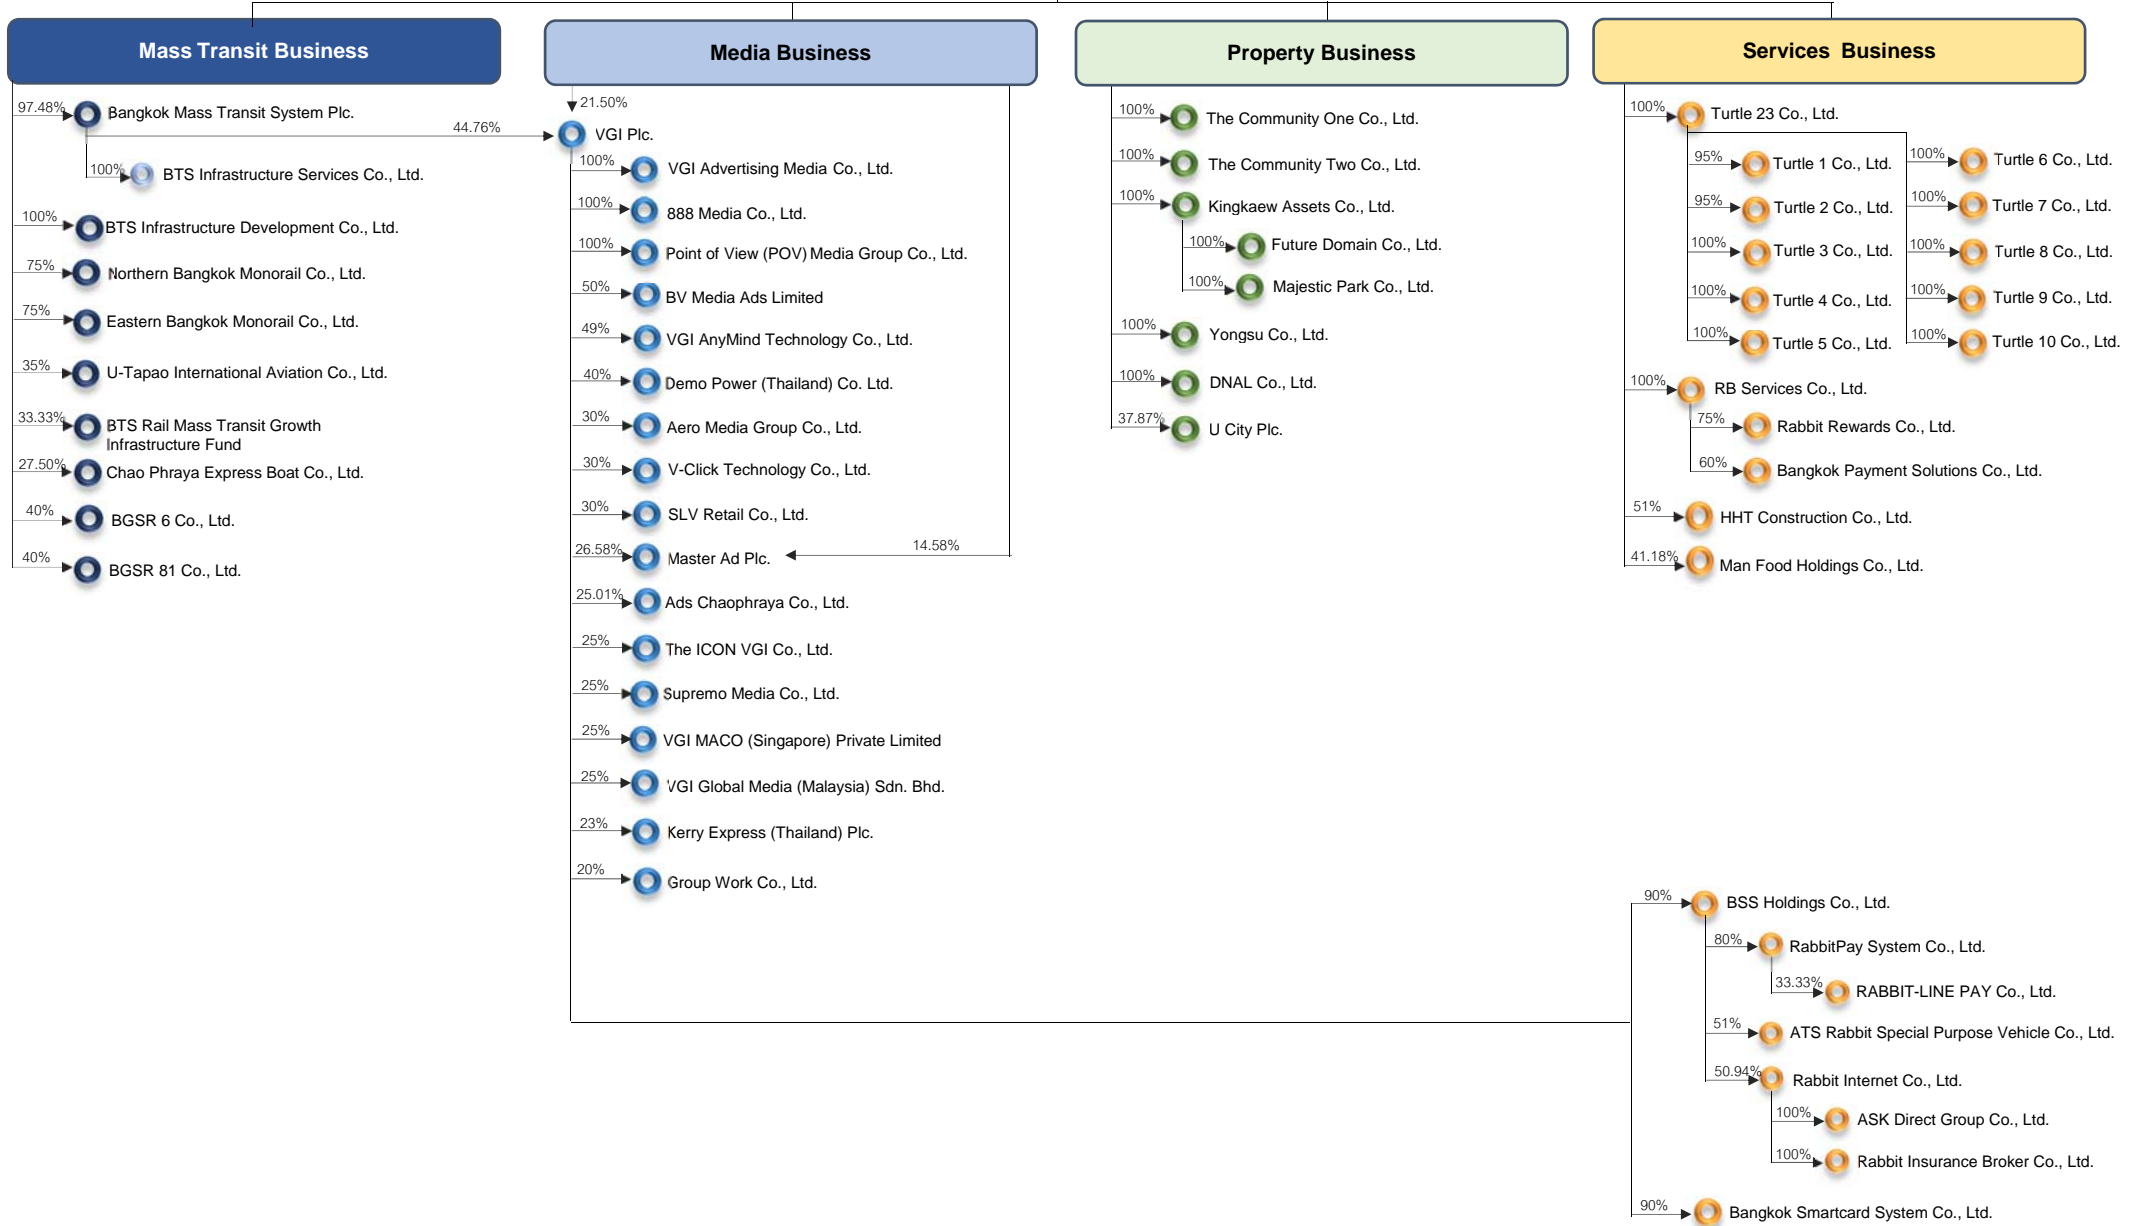 Mass Transit Business
97.48%
Bangkok Mass Transit System Plc.
44.76%
100%
BTS Infrastructure Services Co., Ltd.
100%
BTS Infrastructure Development Co., Ltd.
75%
Northern Bangkok Monorail Co., Ltd.
75%
Eastern Bangkok Monorail Co., Ltd.
35%
U-Tapao International Aviation Co., Ltd.
33.33%
BTS Rail Mass Transit Growth
Infrastructure Fund
27.50%
Chao Phraya Express Boat Co., Ltd.
40%
BGSR 6 Co., Ltd.
40%
BGSR 81 Co., Ltd.
Media Business
21.50%
VGI Plc.
100%
VGI Advertising Media Co., Ltd.
100%
888 Media Co., Ltd.
100%
Point of View (POV) Media Group Co., Ltd.
50%
BV Media Ads Limited
49%
VGI AnyMind Technology Co., Ltd.
40%
Demo Power (Thailand) Co. Ltd.
30%
Aero Media Group Co., Ltd.
30%
V-Click Technology Co., Ltd.
30%
SLV Retail Co., Ltd.
26.58%
Master Ad Plc.
14.58%
25.01%
Ads Chaophraya Co., Ltd.
25%
The ICON VGI Co., Ltd.
25%
Supremo Media Co., Ltd.
25%
VGI MACO (Singapore) Private Limited
25%
VGI Global Media (Malaysia) Sdn. Bhd.
23%
Kerry Express (Thailand) Plc.
20%
Group Work Co., Ltd.
Property Business
100%
The Community One Co., Ltd.
100%
The Community Two Co., Ltd.
100%
Kingkaew Assets Co., Ltd.
100%
Future Domain Co., Ltd.
100%
Majestic Park Co., Ltd.
100%
Yongsu Co., Ltd.
100%
DNAL Co., Ltd.
37.87%
U City Plc.
Services Business
100%
Turtle 23 Co., Ltd.
95%
Turtle 1 Co., Ltd.
95%
Turtle 2 Co., Ltd.
100%
Turtle 3 Co., Ltd.
100%
Turtle 4 Co., Ltd.
100%
Turtle 5 Co., Ltd.
100%
Turtle 6 Co., Ltd.
100%
Turtle 7 Co., Ltd.
100%
Turtle 8 Co., Ltd.
100%
Turtle 9 Co., Ltd.
100%
Turtle 10 Co., Ltd.
100%
RB Services Co., Ltd.
75%
Rabbit Rewards Co., Ltd.
60%
Bangkok Payment Solutions Co., Ltd.
51%
HHT Construction Co., Ltd.
41.18%
Man Food Holdings Co., Ltd.
90%
BSS Holdings Co., Ltd.
80%
RabbitPay System Co., Ltd.
33.33%
RABBIT-LINE PAY Co., Ltd.
51%
ATS Rabbit Special Purpose Vehicle Co., Ltd.
50.94%
Rabbit Internet Co., Ltd.
100%
ASK Direct Group Co., Ltd.
100%
Rabbit Insurance Broker Co., Ltd.
90%
Bangkok Smartcard System Co., Ltd.